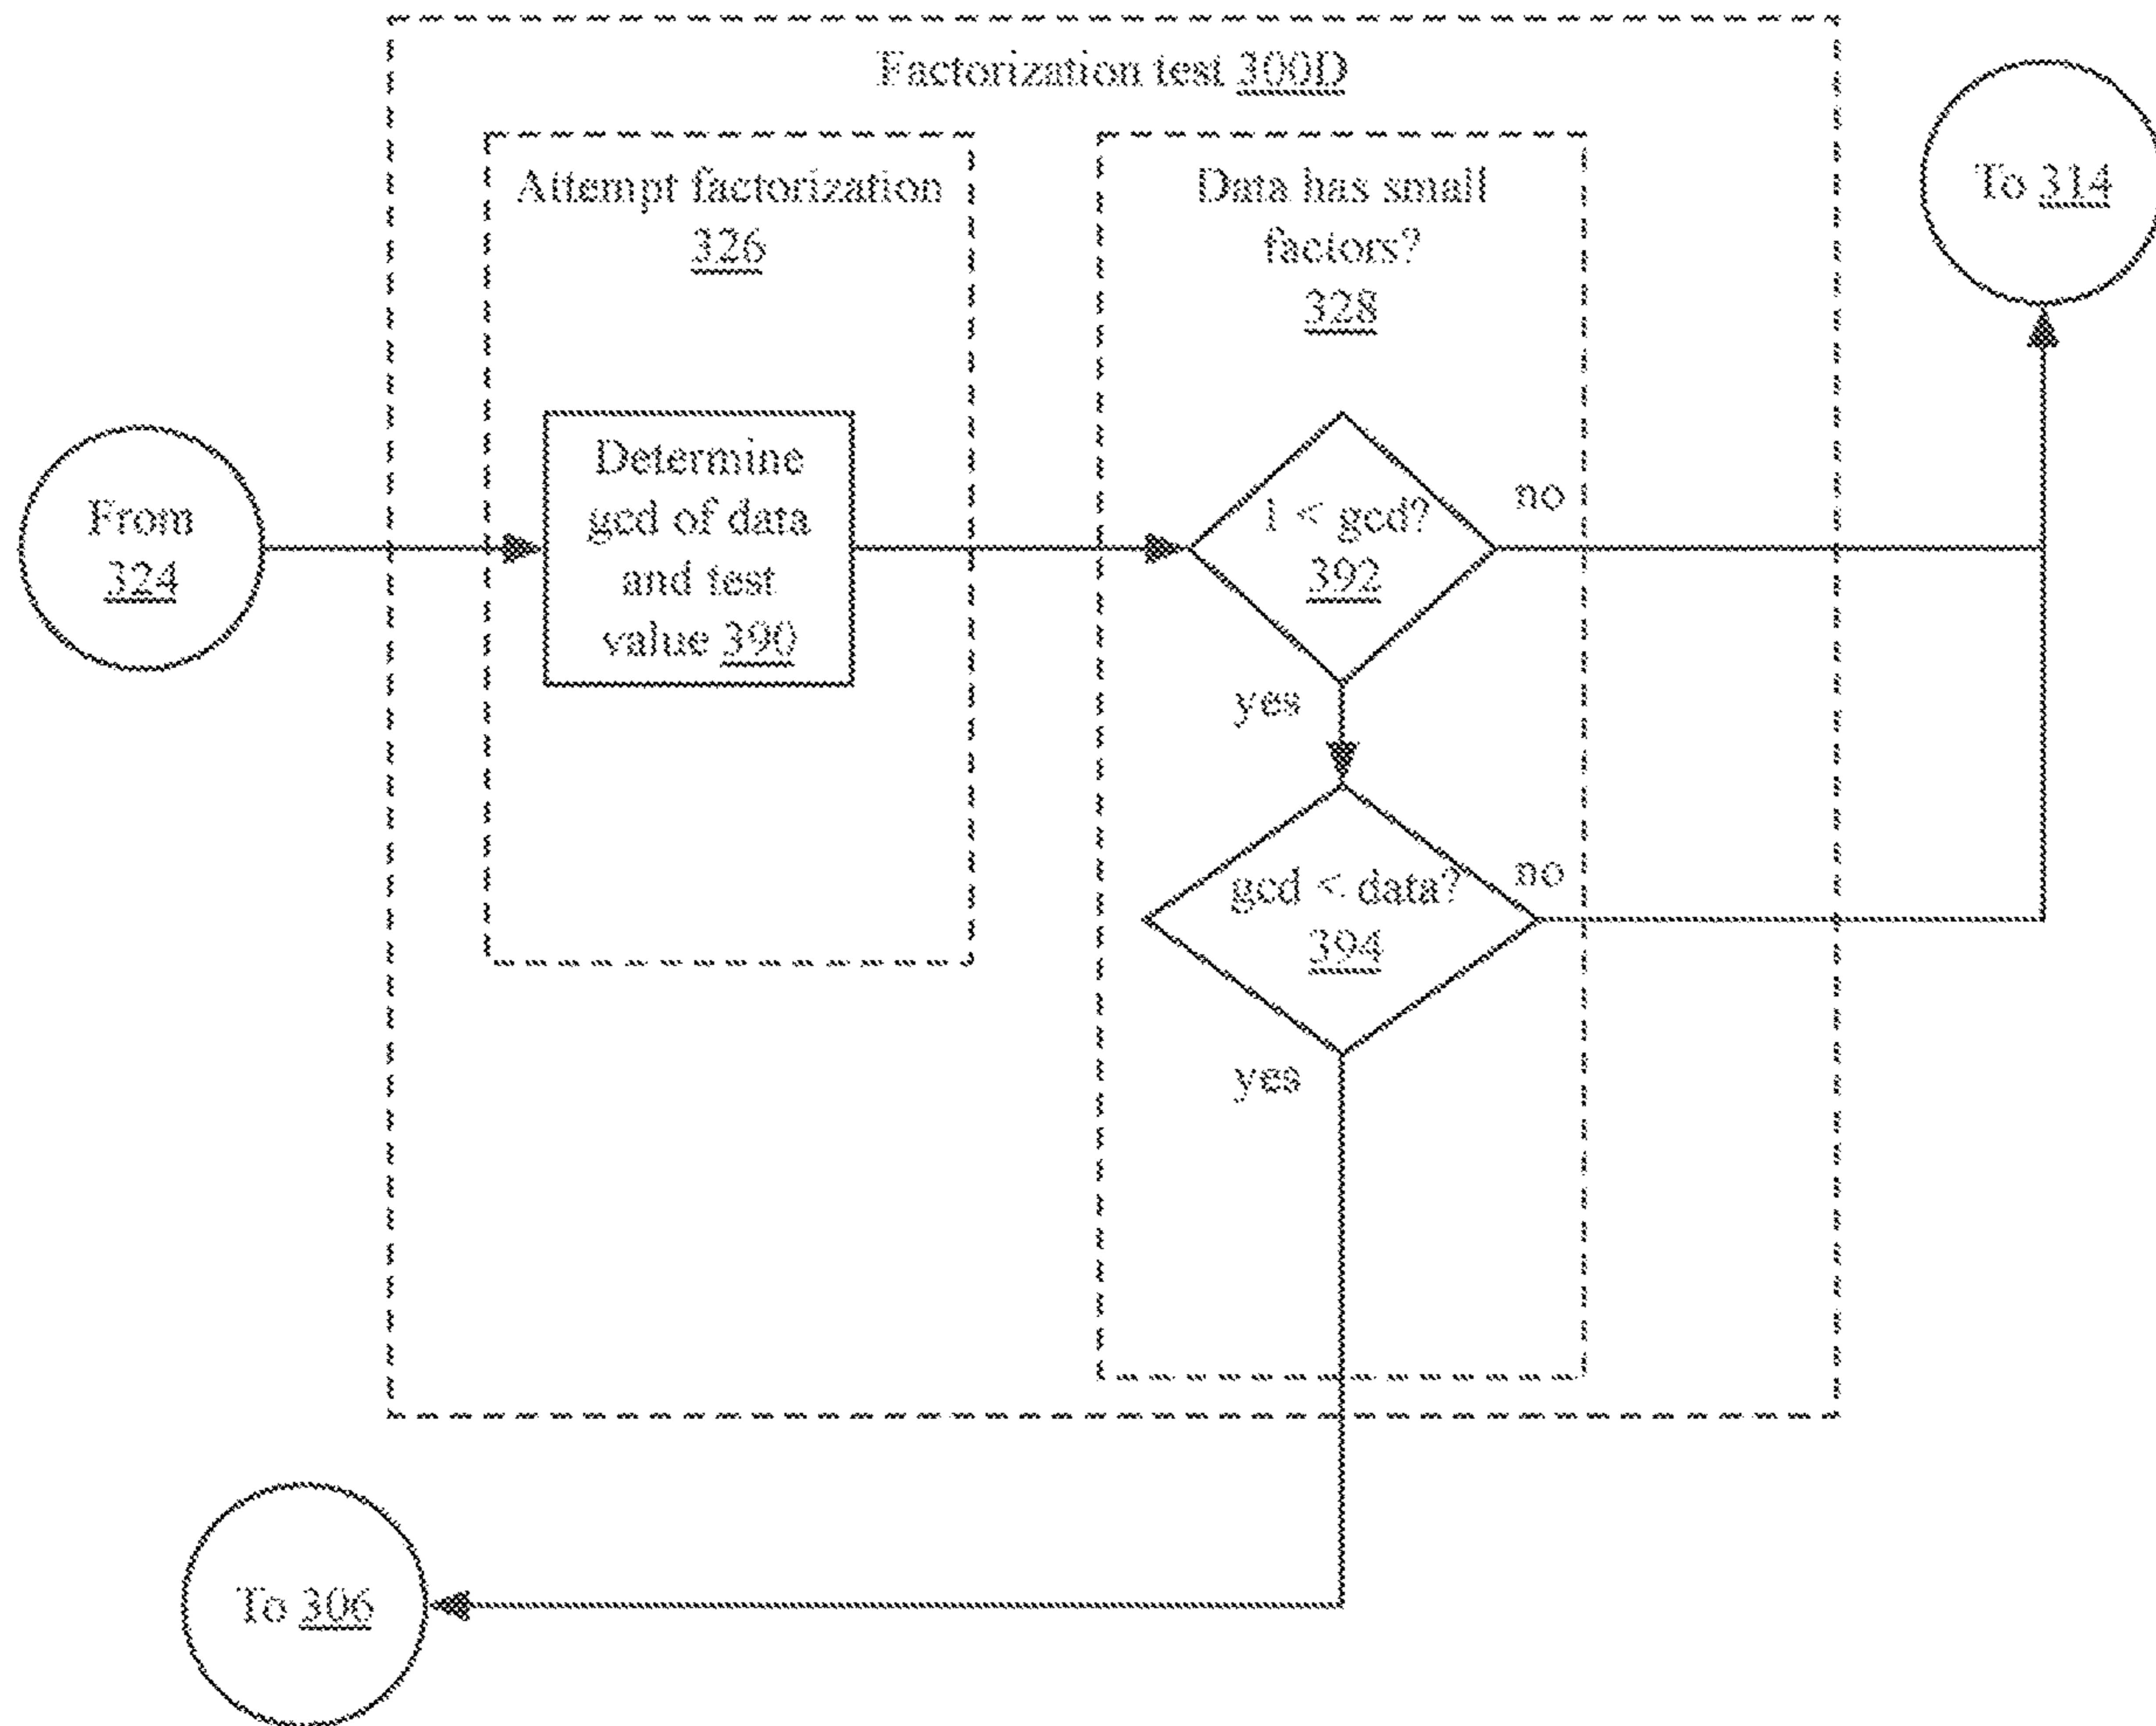 Factorization test 300D
Attempt factorization
326
Data has small
factors?
328
To 314
From
324
Determine
gcd of data
and test
value 390
1 < gcd?
392
no
yes
gcd < data?
394
no
yes
To 306